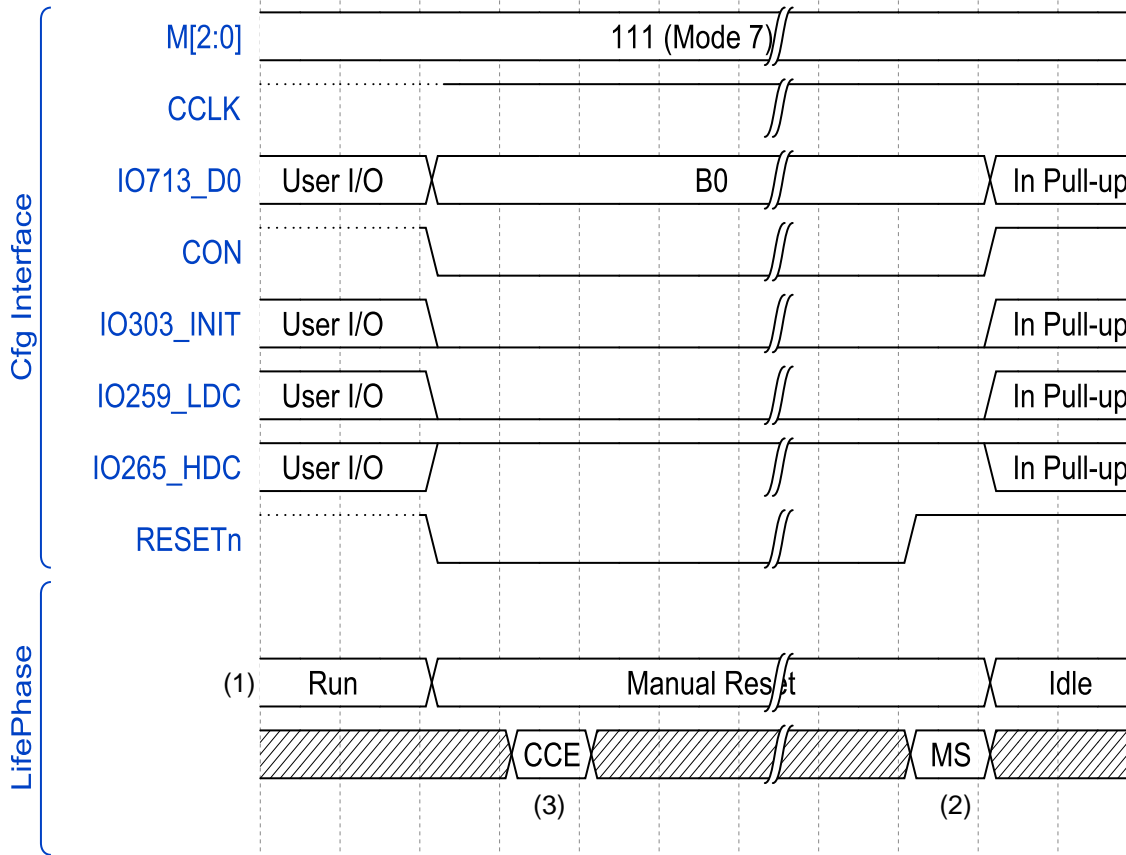 Cfg Interface
M[2:0] 111 (Mode 7)
CCLK
IO713_D0 User I/O B0 In Pull-up
CON
IO303_INIT User I/O In Pull-up
IO259_LDC User I/O In Pull-up
IO265_HDC User I/O In Pull-up
RESETn
LifePhase
(1) Run Manual Reset Idle
CCE MS
(3) (2)